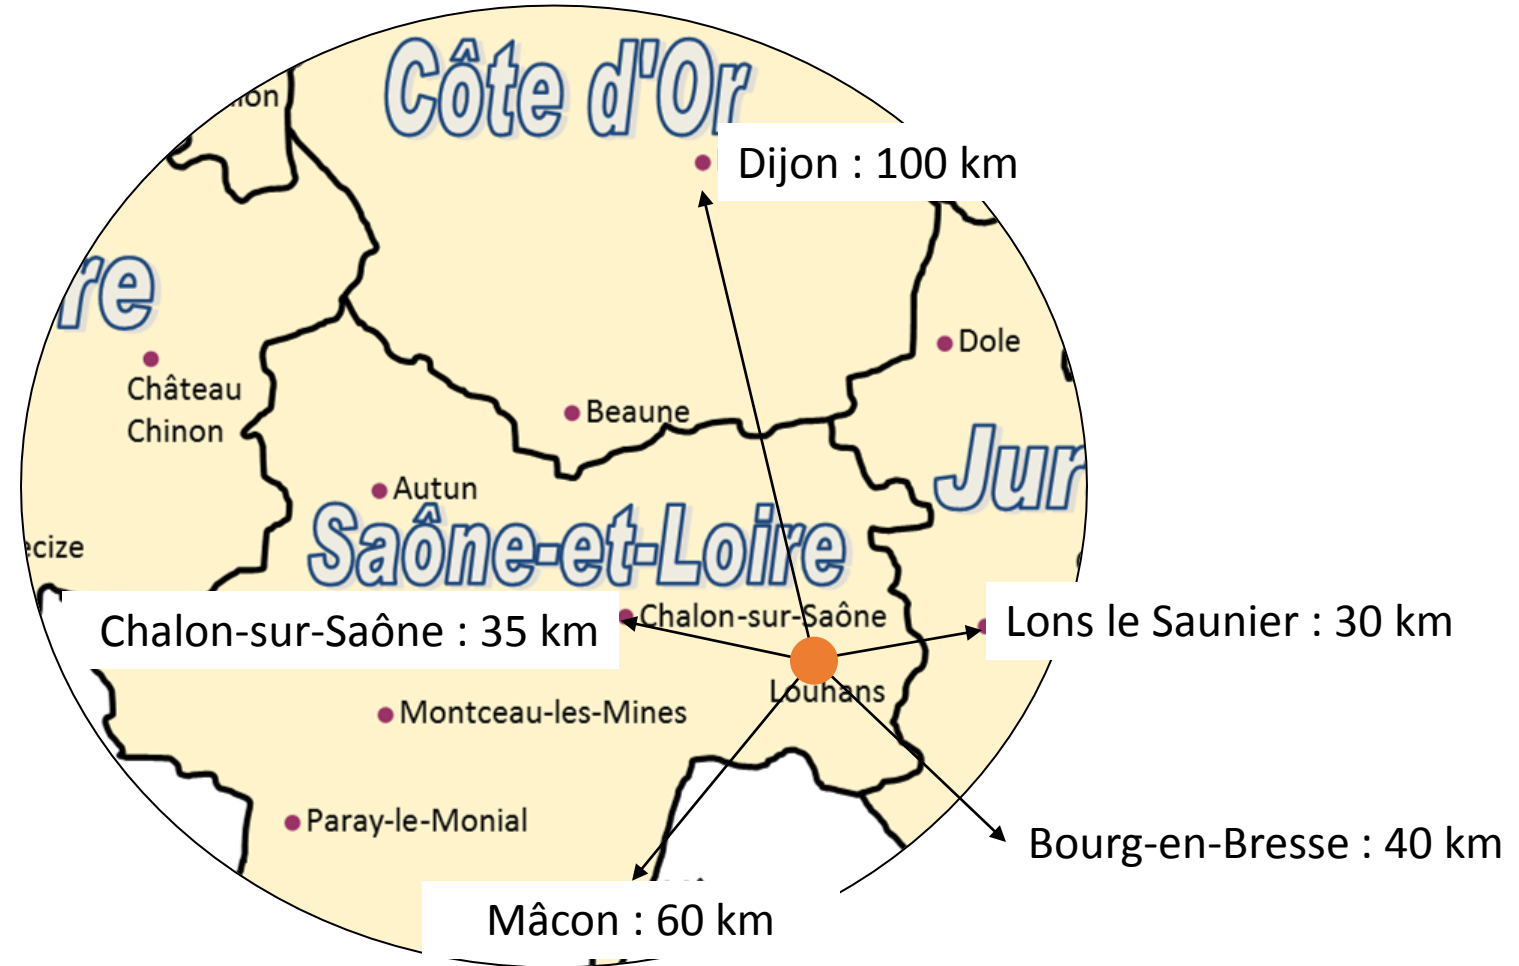 Côte d'Or
Dijon : 100 km
Dole
Château
Chinon
Beaune
Autun
Saône-et-Loire
Chalon-sur-Saône
Chalon-sur-Saône : 35 km
Lons le Saunier : 30 km
Louhans
Montceau-les-Mines
Paray-le-Monial
Bourg-en-Bresse : 40 km
Mâcon : 60 km